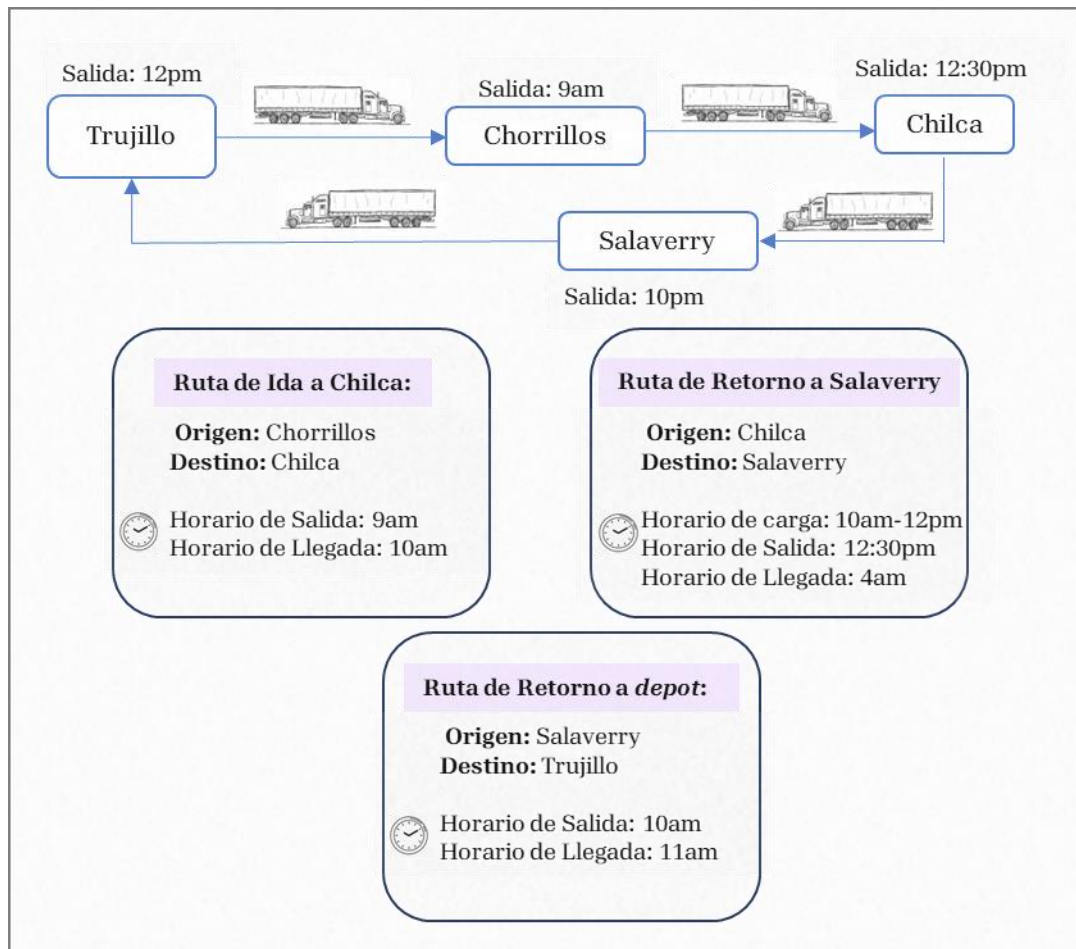 Salida: 12pm
Salida: 9am
Salida: 12:30pm
Trujillo
Chorrillos
Chilca
Salaverry
Salida: 10pm
Ruta de Ida a Chilca:
Origen: Chorrillos
Destino: Chilca
Horario de Salida: 9am
Horario de Llegada: 10am
Ruta de Retorno a Salaverry
Origen: Chilca
Destino: Salaverry
Horario de carga: 10am-12pm
Horario de Salida: 12:30pm
Horario de Llegada: 4am
Ruta de Retorno a depot:
Origen: Salaverry
Destino: Trujillo
Horario de Salida: 10am
Horario de Llegada: 11am